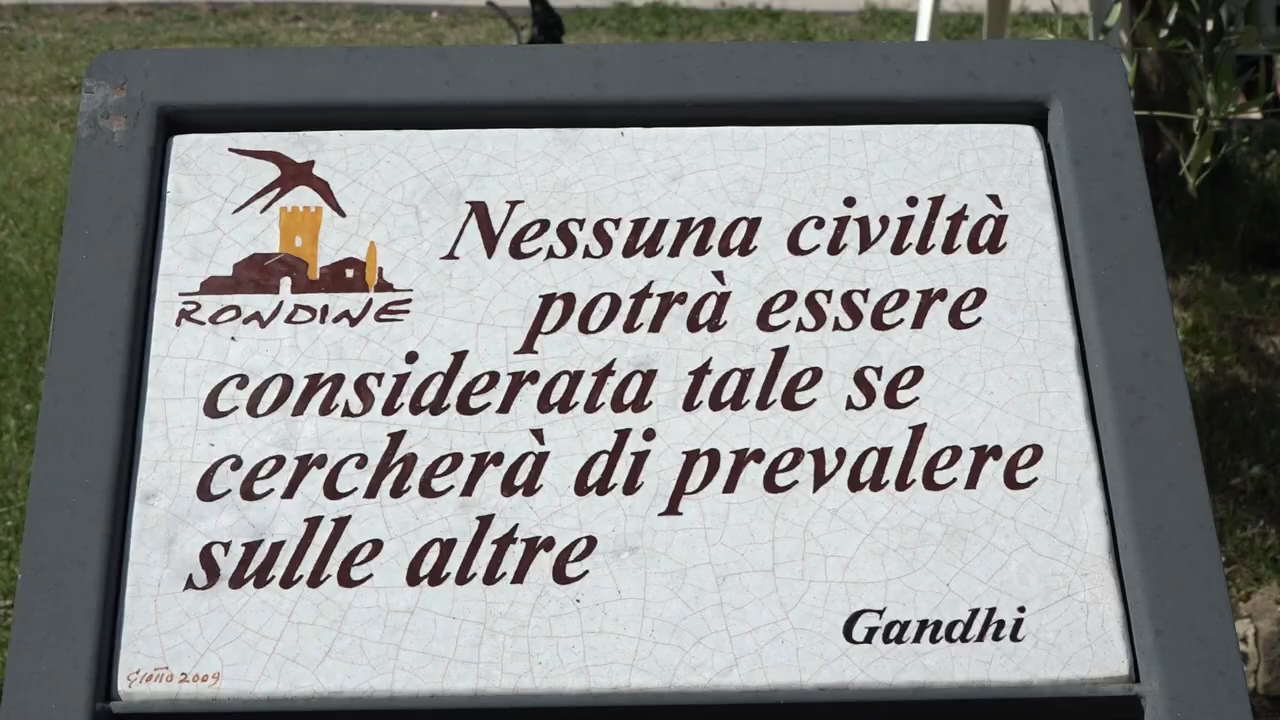 RONDINE
Nessuna civiltà
potrà essere
considerata tale se
cercherà di prevalere
sulle altre
Gandhi
Giotto 2009